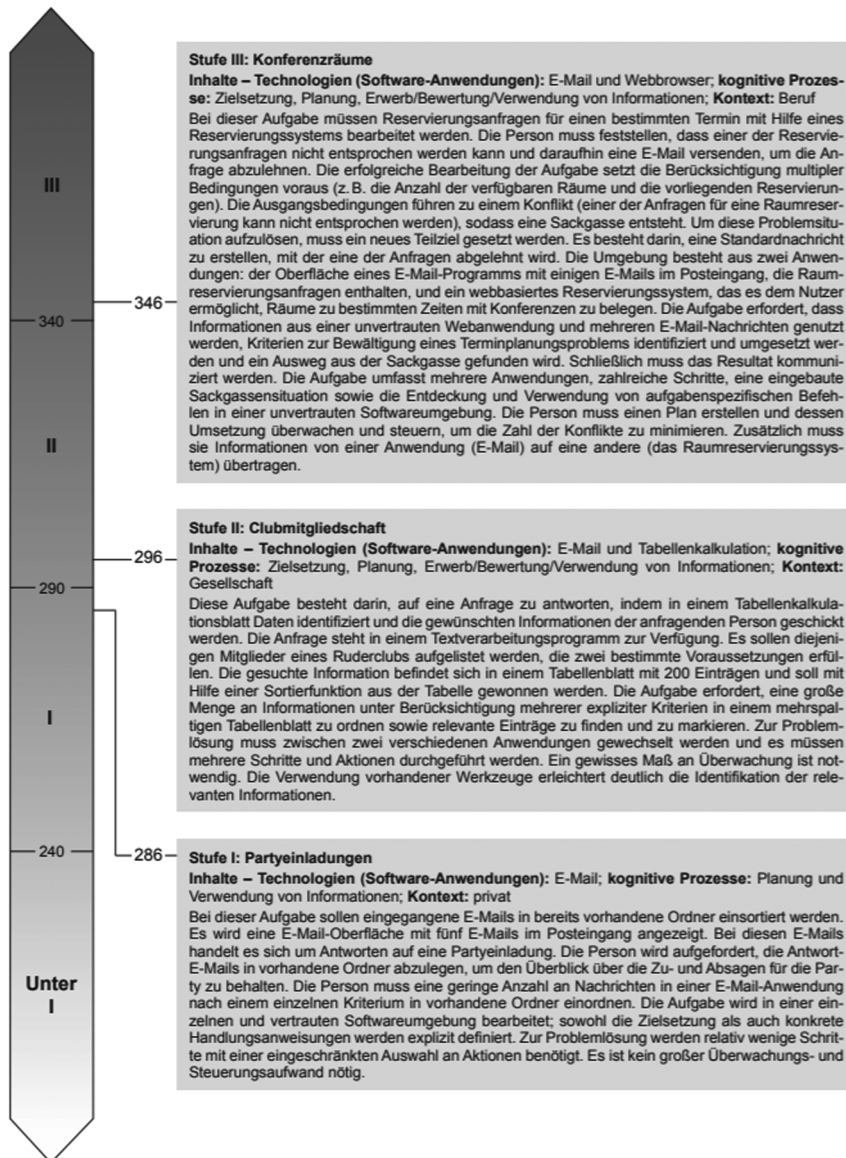 III
340
II
290
I
240
Unter
I
346
Stufe III: Konferenzräume
Inhalte – Technologien (Software-Anwendungen): E-Mail und Webbrowser; kognitive Prozes-
se: Zielsetzung, Planung, Erwerb/Bewertung/Verwendung von Informationen; Kontext: Beruf
Bei dieser Aufgabe müssen Reservierungsanfragen für einen bestimmten Termin mit Hilfe eines
Reservierungssystems bearbeitet werden. Die Person muss feststellen, dass einer der Reservie-
rungsanfragen nicht entsprochen werden kann und daraufhin eine E-Mail versenden, um die An-
frage abzulehnen. Die erfolgreiche Bearbeitung der Aufgabe setzt die Berücksichtigung multipler
Bedingungen voraus (z. B. die Anzahl der verfügbaren Räume und die vorliegenden Reservierun-
gen). Die Ausgangsbedingungen führen zu einem Konflikt (einer der Anfragen für eine Raumreser-
vierung kann nicht entsprochen werden), sodass eine Sackgasse entsteht. Um diese Problemsitu-
ation aufzulösen, muss ein neues Teilziel gesetzt werden. Es besteht darin, eine Standardnachricht
zu erstellen, mit der eine der Anfragen abgelehnt wird. Die Umgebung besteht aus zwei Anwen-
dungen: der Oberfläche eines E-Mail-Programms mit einigen E-Mails im Posteingang, die Raum-
reservierungsanfragen enthalten, und ein webbasiertes Reservierungssystem, das es dem Nutzer
ermöglicht, Räume zu bestimmten Zeiten mit Konferenzen zu belegen. Die Aufgabe erfordert, dass
Informationen aus einer unvertrauten Webanwendung und mehreren E-Mail-Nachrichten genutzt
werden, Kriterien zur Bewältigung eines Terminplanungsproblems identifiziert und umgesetzt wer-
den und ein Ausweg aus der Sackgasse gefunden wird. Schließlich muss das Resultat kommuni-
ziert werden. Die Aufgabe umfasst mehrere Anwendungen, zahlreiche Schritte, eine eingebaute
Sackgassensituation sowie die Entdeckung und Verwendung von aufgabenspezifischen Befeh-
len in einer unvertrauten Softwareumgebung. Die Person muss einen Plan erstellen und dessen
Umsetzung überwachen und steuern, um die Zahl der Konflikte zu minimieren. Zusätzlich muss
sie Informationen von einer Anwendung (E-Mail) auf eine andere (das Raumreservierungssys-
tem) übertragen.
296
Stufe II: Clubmitgliedschaft
Inhalte – Technologien (Software-Anwendungen): E-Mail und Tabellenkalkulation; kognitive
Prozesse: Zielsetzung, Planung, Erwerb/Bewertung/Verwendung von Informationen; Kontext:
Gesellschaft
Diese Aufgabe besteht darin, auf eine Anfrage zu antworten, indem in einem Tabellenkalkula-
tionsblatt Daten identifiziert und die gewünschten Informationen der anfragenden Person geschickt
werden. Die Anfrage steht in einem Textverarbeitungsprogramm zur Verfügung. Es sollen diejeni-
gen Mitglieder eines Ruderclubs aufgelistet werden, die zwei bestimmte Voraussetzungen erfül-
len. Die gesuchte Information befindet sich in einem Tabellenblatt mit 200 Einträgen und soll mit
Hilfe einer Sortierfunktion aus der Tabelle gewonnen werden. Die Aufgabe erfordert, eine große
Menge an Informationen unter Berücksichtigung mehrerer expliziter Kriterien in einem mehrspal-
tigen Tabellenblatt zu ordnen sowie relevante Einträge zu finden und zu markieren. Zur Problem-
lösung muss zwischen zwei verschiedenen Anwendungen gewechselt werden und es müssen
mehrere Schritte und Aktionen durchgeführt werden. Ein gewisses Maß an Überwachung ist not-
wendig. Die Verwendung vorhandener Werkzeuge erleichtert deutlich die Identifikation der rele-
vanten Informationen.
286
Stufe I: Partyeinladungen
Inhalte – Technologien (Software-Anwendungen): E-Mail; kognitive Prozesse: Planung und
Verwendung von Informationen; Kontext: privat
Bei dieser Aufgabe sollen eingegangene E-Mails in bereits vorhandene Ordner einsortiert werden.
Es wird eine E-Mail-Oberfläche mit fünf E-Mails im Posteingang angezeigt. Bei diesen E-Mails
handelt es sich um Antworten auf eine Partyeinladung. Die Person wird aufgefordert, die Antwort-
E-Mails in vorhandene Ordner abzulegen, um den Überblick über die Zu- und Absagen für die Par-
ty zu behalten. Die Person muss eine geringe Anzahl an Nachrichten in einer E-Mail-Anwendung
nach einem einzelnen Kriterium in vorhandene Ordner einordnen. Die Aufgabe wird in einer ein-
zelnen und vertrauten Softwareumgebung bearbeitet; sowohl die Zielsetzung als auch konkrete
Handlungsanweisungen werden explizit definiert. Zur Problemlösung werden relativ wenige Schrit-
te mit einer eingeschränkten Auswahl an Aktionen benötigt. Es ist kein großer Überwachungs- und
Steuerungsaufwand nötig.